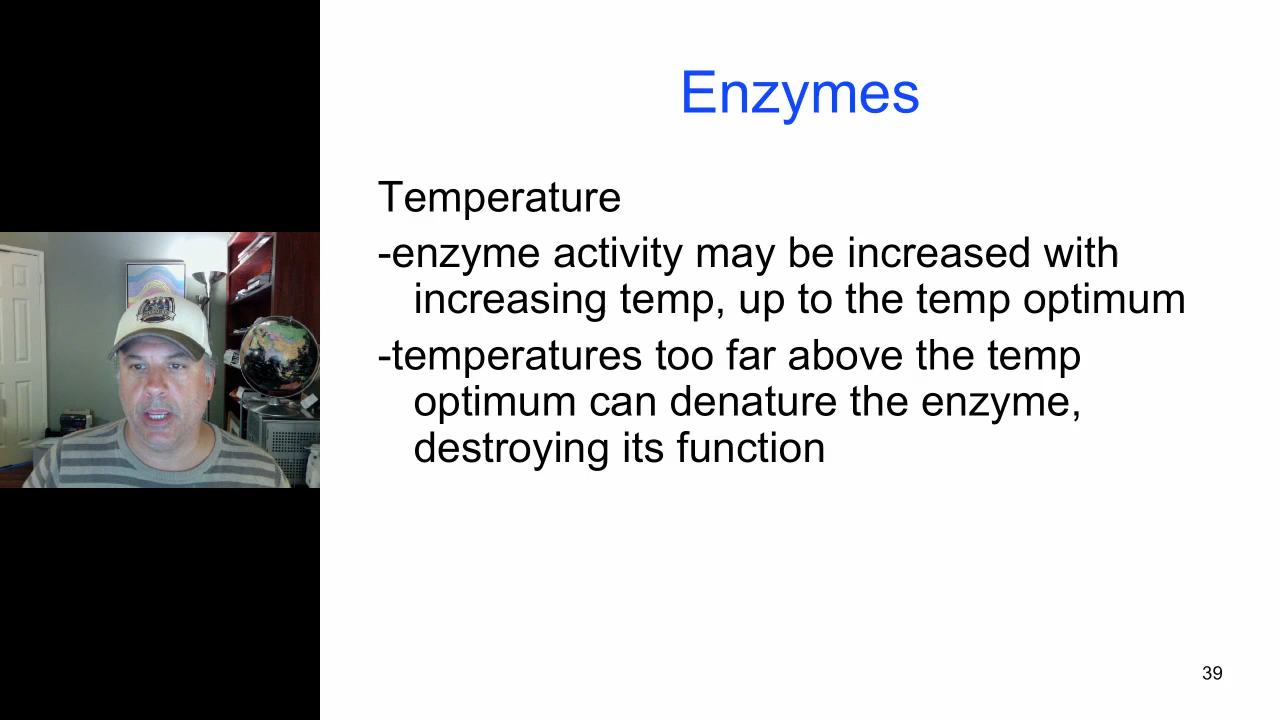 Enzymes
Temperature
-enzyme activity may be increased with
increasing temp, up to the temp optimum
-temperatures too far above the temp
optimum can denature the enzyme,
destroying its function
39